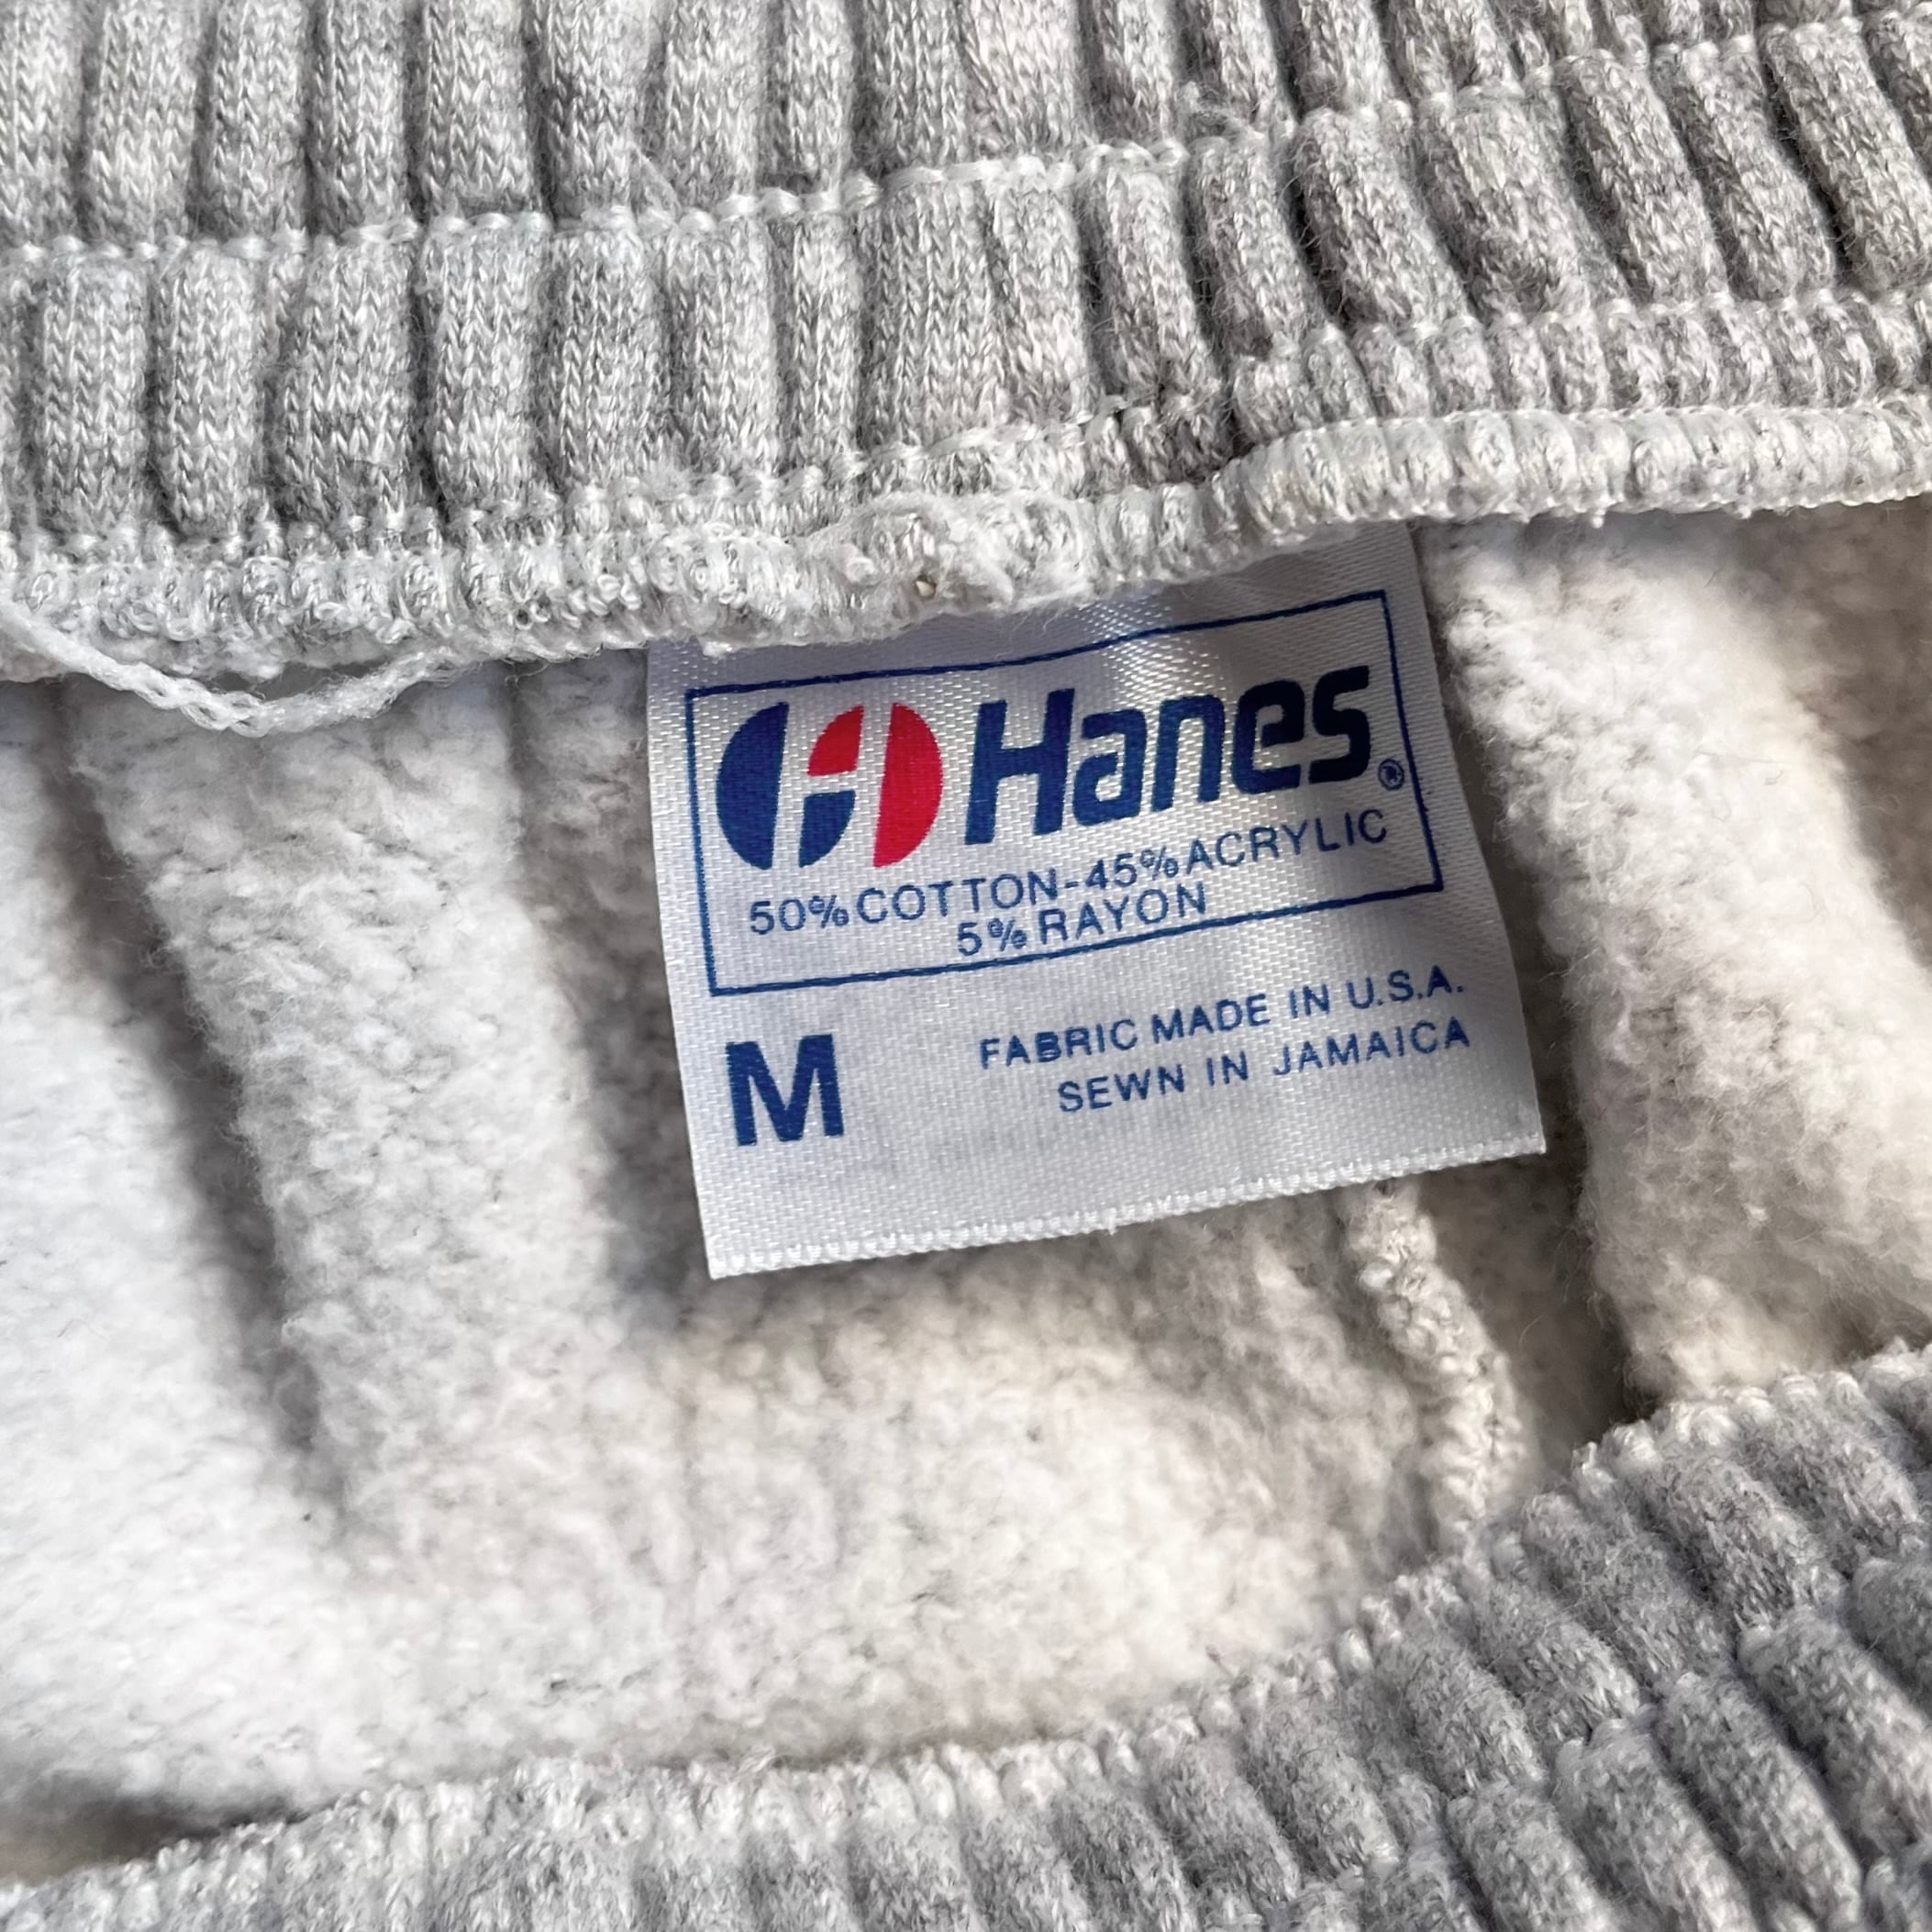 Hanes®
50% COTTON-45% ACRYLIC
5% RAYON
M
FABRIC MADE IN U.S.A.
SEWN IN JAMAICA